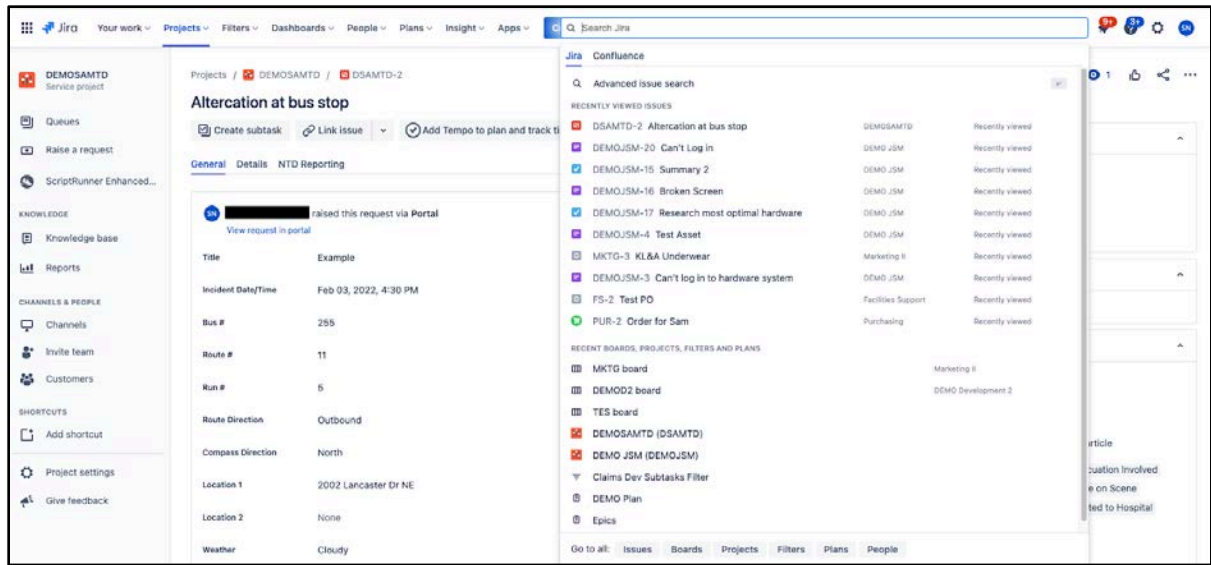 Jira Your work Projects Filters Dashboards People Plans Insight Apps C Search Jira 9+ 3+ SN
Jira Confluence
DEMOSAMTD
Service project
Projects / DEMOSAMTD / DSAMTD-2
Advanced issue search
1
Altercation at bus stop
RECENTLY VIEWED ISSUES
Queues
Create subtask Link issue Add Tempo to plan and track ti
DSAMTD-2 Altercation at bus stop DEMOSAMTD Recently viewed
Raise a request
DEMOJSM-20 Can't Log in DEMO JSM Recently viewed
General Details NTD Reporting
DEMOJSM-15 Summary 2 DEMO JSM Recently viewed
ScriptRunner Enhanced...
DEMOJSM-16 Broken Screen DEMO JSM Recently viewed
KNOWLEDGE
SN raised this request via Portal
DEMOJSM-17 Research most optimal hardware DEMO JSM Recently viewed
View request in portal
Knowledge base
DEMOJSM-4 Test Asset DEMO JSM Recently viewed
Title Example
MKTG-3 KL&A Underwear Marketing II Recently viewed
Reports
DEMOJSM-3 Can't log in to hardware system DEMO JSM Recently viewed
Incident Date/Time Feb 03, 2022, 4:30 PM
CHANNELS & PEOPLE
FS-2 Test PO Facilities Support Recently viewed
Channels
Bus # 255
PUR-2 Order for Sam Purchasing Recently viewed
Invite team
Route # 11
RECENT BOARDS, PROJECTS, FILTERS AND PLANS
MKTG board Marketing II
Customers
Run # 5
DEMOD2 board DEMO Development 2
SHORTCUTS
TES board
Route Direction Outbound
Add shortcut
DEMOSAMTD (DSAMTD)
rticle
Compass Direction North
DEMO JSM (DEMOJSM)
Project settings
Claims Dev Subtasks Filter
cuation Involved
Location 1 2002 Lancaster Dr NE
e on Scene
Give feedback
DEMO Plan
ted to Hospital
Location 2 None
Epics
Weather Cloudy
Go to all: Issues Boards Projects Filters Plans People